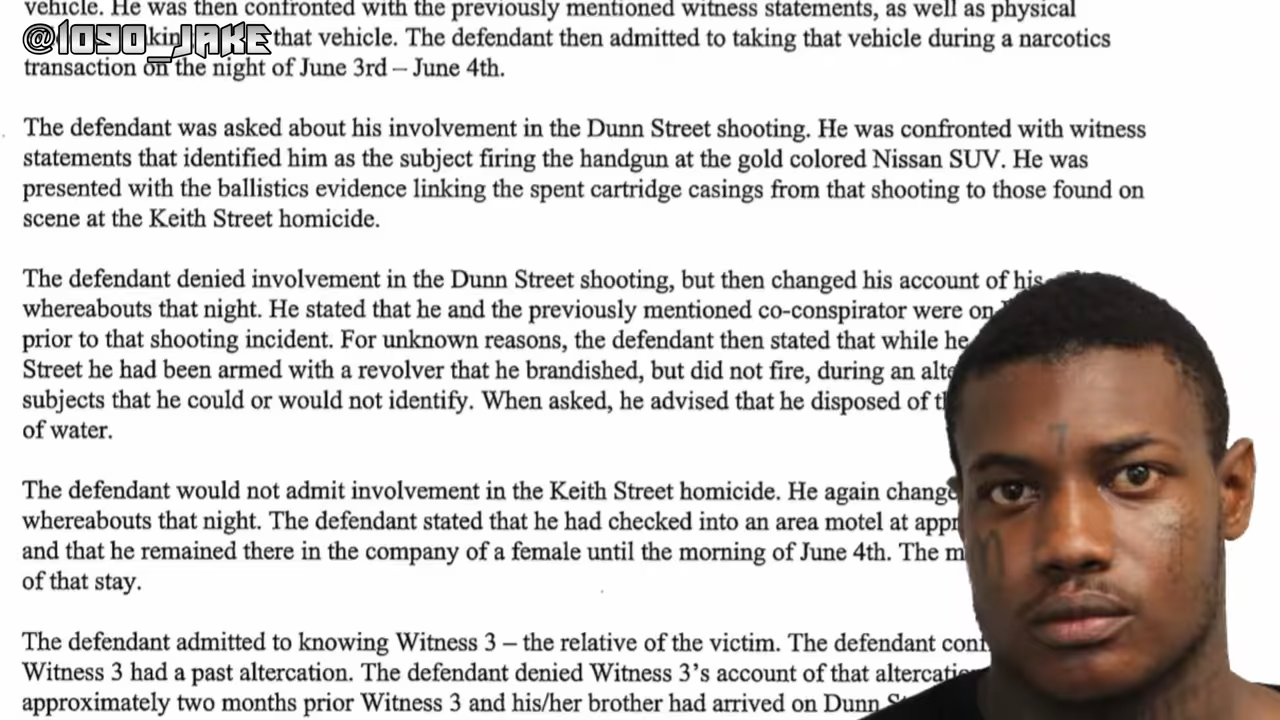 vehicle. He was then confronted with the previously mentioned witness statements, as well as physical
@1090_JAKE
that vehicle. The defendant then admitted to taking that vehicle during a narcotics
transaction on the night of June 3rd – June 4th.
The defendant was asked about his involvement in the Dunn Street shooting. He was confronted with witness
statements that identified him as the subject firing the handgun at the gold colored Nissan SUV. He was
presented with the ballistics evidence linking the spent cartridge casings from that shooting to those found on
scene at the Keith Street homicide.
The defendant denied involvement in the Dunn Street shooting, but then changed his account of his
whereabouts that night. He stated that he and the previously mentioned co-conspirator were on
prior to that shooting incident. For unknown reasons, the defendant then stated that while he
Street he had been armed with a revolver that he brandished, but did not fire, during an
subjects that he could or would not identify. When asked, he advised that he disposed of
of water.
The defendant would not admit involvement in the Keith Street homicide. He again
whereabouts that night. The defendant stated that he had checked into an area motel at
and that he remained there in the company of a female until the morning of June 4th. The
of that stay.
The defendant admitted to knowing Witness 3 – the relative of the victim. The defendant
Witness 3 had a past altercation. The defendant denied Witness 3's account of that
approximately two months prior Witness 3 and his/her brother had arrived on Dunn